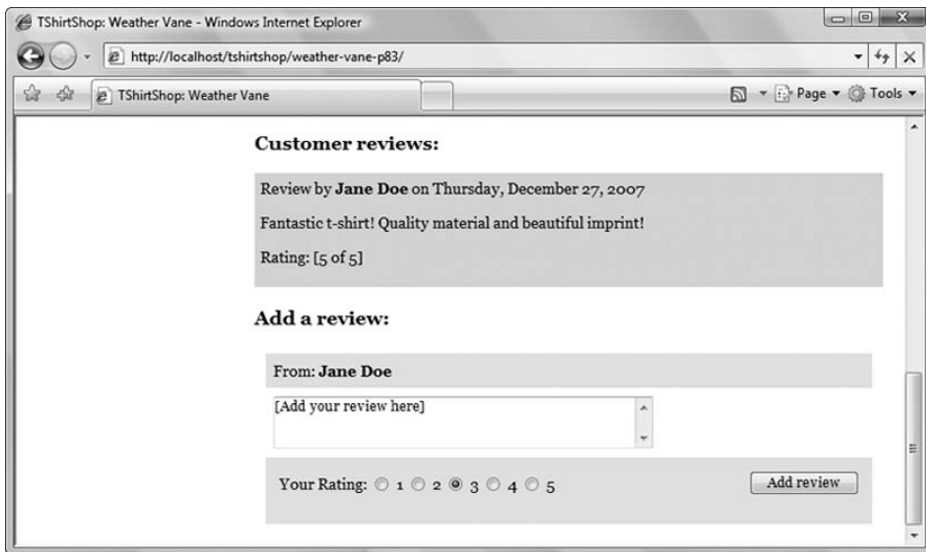 TShirtShop: Weather Vane - Windows Internet Explorer
http://localhost/tshirtshop/weather-vane-p83/
TShirtShop: Weather Vane Page Tools
Customer reviews:
Review by Jane Doe on Thursday, December 27, 2007
Fantastic t-shirt! Quality material and beautiful imprint!
Rating: [5 of 5]
Add a review:
From: Jane Doe
[Add your review here]
Your Rating: 1 2 3 4 5 Add review